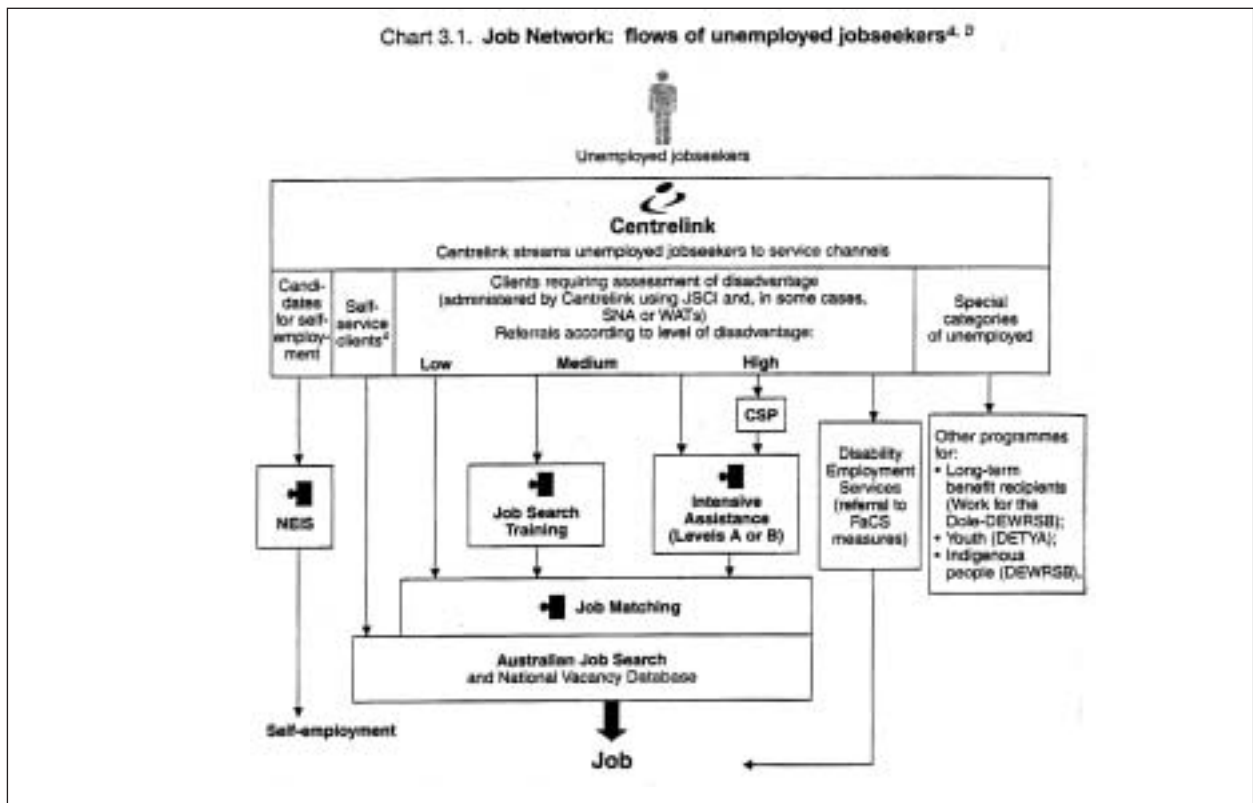 Chart 3.1. Job Network: flows of unemployed jobseekers
Unemployed jobseekers
Centrelink
Centrelink streams unemployed jobseekers to service channels
Candi-
dates
for self-
employ-
ment
Self-
service
clients
Clients requiring assessment of disadvantage
(administered by Centrelink using JSCI and, in some cases,
SNA or WATs)
Referrals according to level of disadvantage:
Low Medium High
Special
categories
of unemployed
CSP
NEIS
Job Search
Training
Intensive
Assistance
(Levels A or B)
Disability
Employment
Services
(referral to
FaCS
measures)
Other programmes
for:
• Long-term
benefit recipients
(Work for the
Dole-DEWRSB);
• Youth (DETYA);
• Indigenous
people (DEWRSB).
Job Matching
Australian Job Search
and National Vacancy Database
Self-employment
Job